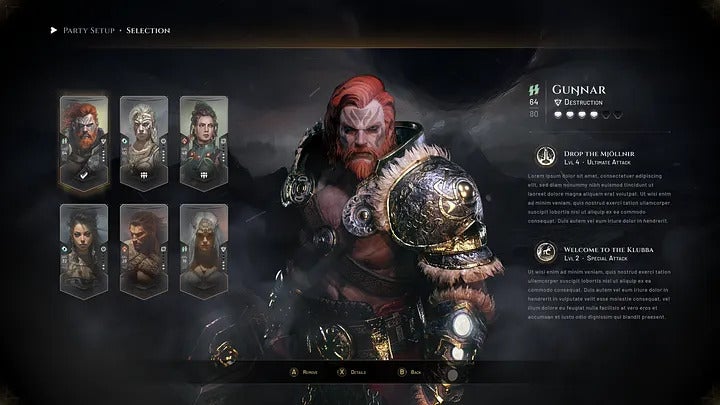 Party Setup • Selection
Gunnar
64
80
Destruction
Drop the Mjöllnir
Lvl 4 • Ultimate Attack
Lorem ipsum dolor sit amet, consectetuer adipiscing
elit, sed diam nonummy nibh euismod tincidunt ut
laoreet dolore magna aliquam erat volutpat. Ut wisi enim
ad minim veniam, quis nostrud exerci tation ullamcorper
suscipit lobortis nisl ut aliquip ex ea commodo
consequat. Duis autem vel eum iriure dolor in hendrerit.
Welcome to the Klubba
Lvl 2 • Special Attack
Ut wisi enim ad minim veniam, quis nostrud exerci tation
ullamcorper suscipit lobortis nisl ut aliquip ex ea
commodo consequat. Duis autem vel eum iriure dolor in
hendrerit in vulputate velit esse molestie consequat, vel
illum dolore eu feugiat nulla facilisis at vero eros et
accumsan et iusto odio dignissim qui blandit praesent.
A Remove
X Details
B Back